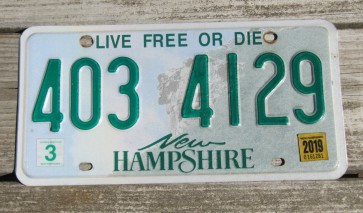 LIVE FREE OR DIE
403 4129
3
2019
New
HAMPSHIRE